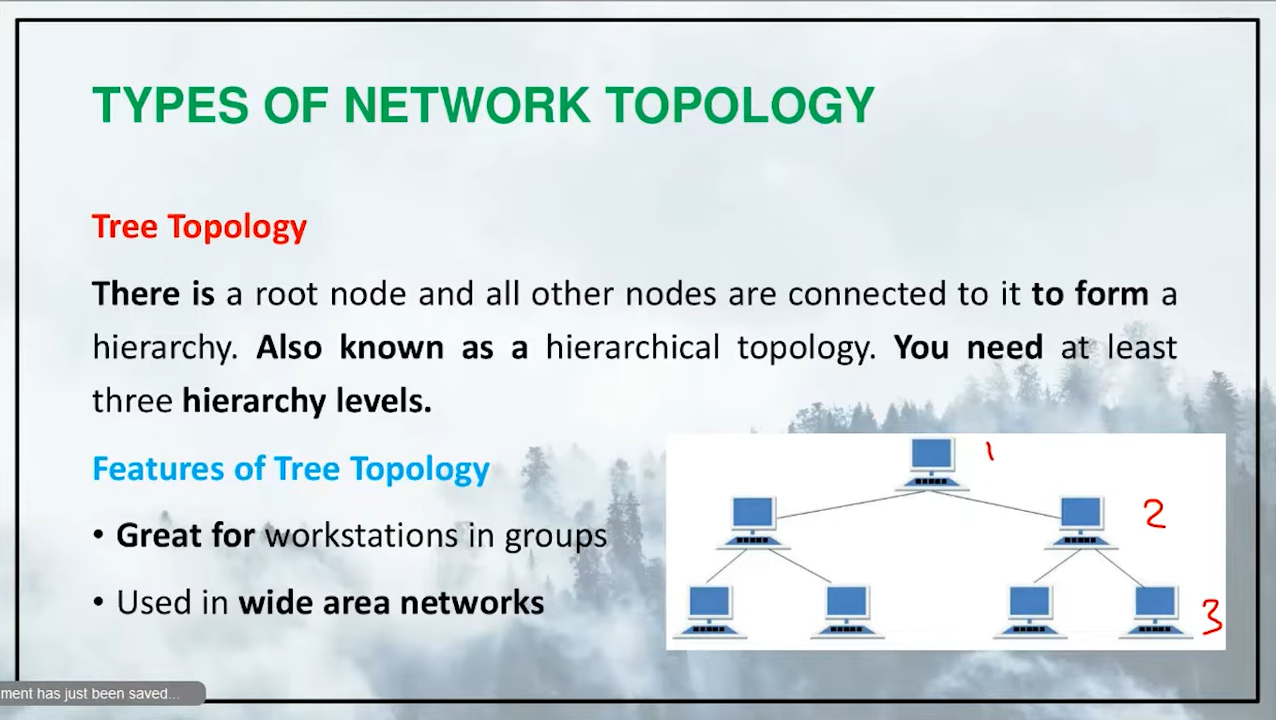 TYPES OF NETWORK TOPOLOGY
Tree Topology
There is a root node and all other nodes are connected to it to form a
hierarchy. Also known as a hierarchical topology. You need at least
three hierarchy levels.
Features of Tree Topology
• Great for workstations in groups
• Used in wide area networks
1
2
3
ment has just been saved...